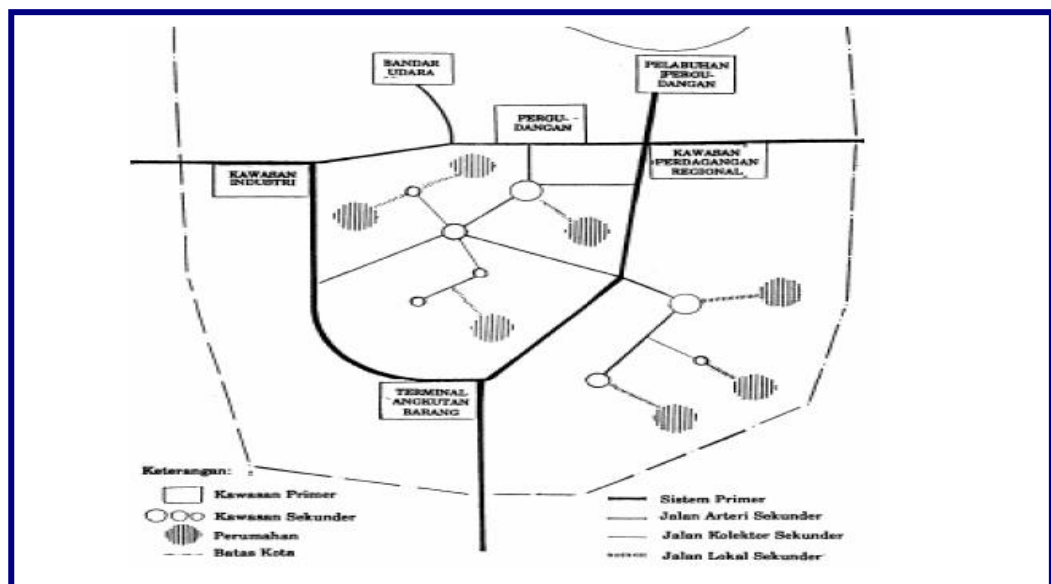 BANDAR
UDARA
PELABUHAN
PERGU-
DANGAN
PERGU-
DANGAN
KAWASAN
PERDAGANGAN
REGIONAL
KAWASAN
INDUSTRI
TERMINAL
ANGKUTAN
BARANG
Keterangan:
Kawasan Primer
Kawasan Sekunder
Perumahan
Batas Kota
Sistem Primer
Jalan Arteri Sekunder
Jalan Kolektor Sekunder
Jalan Lokal Sekunder